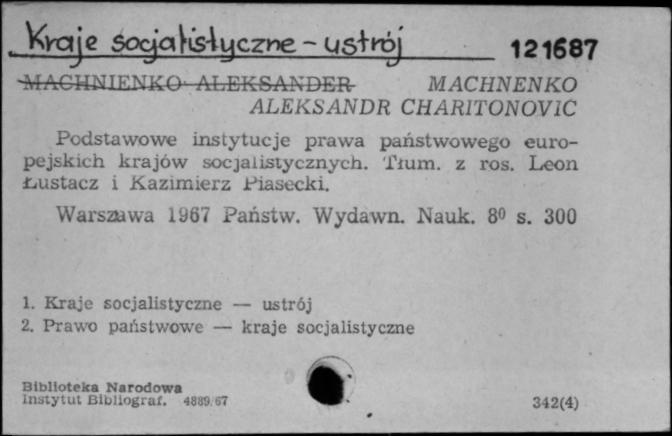 Kraje socjalistyczne – ustrój 121687
MACHNIENKO ALEKSANDER MACHNENKO
ALEKSANDR CHARITONOVIC
Podstawowe instytucje prawa państwowego euro-
pejskich krajów socjalistycznych. Tłum. z ros. Leon
Łustacz i Kazimierz Piasecki.
Warszawa 1967 Państw. Wydawn. Nauk. 8⁰ s. 300
1. Kraje socjalistyczne — ustrój
2. Prawo państwowe — kraje socjalistyczne
Biblioteka Narodowa
Instytut Bibliograf. 4889/67 342(4)